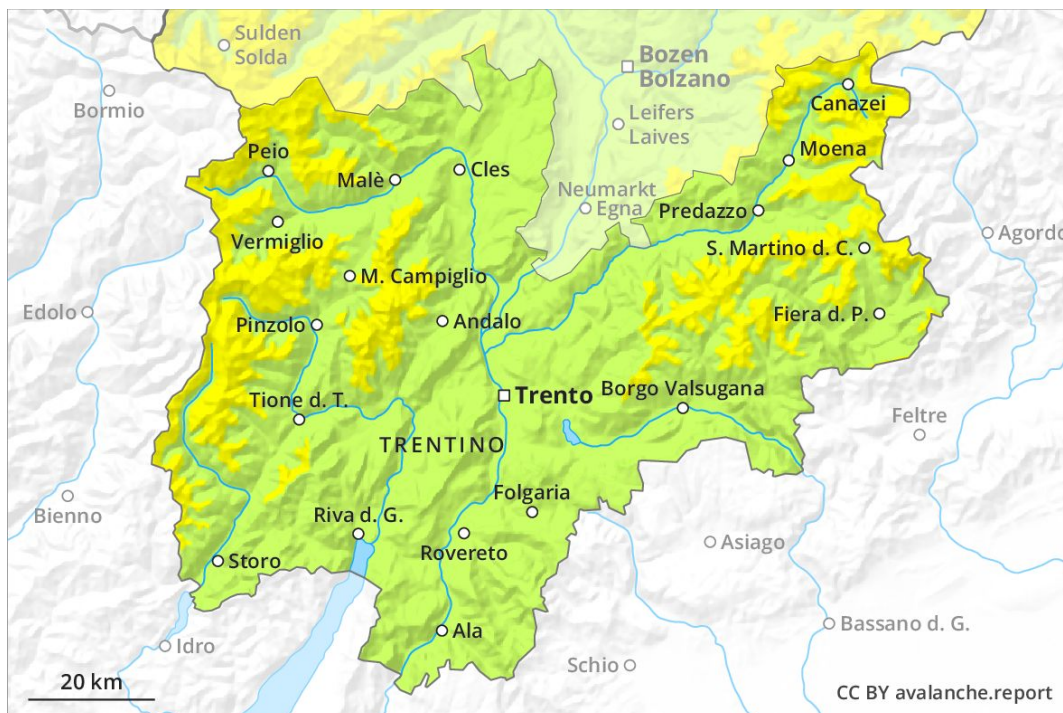 Sulden
Solda
Bozen
Bolzano
Bormio
Canazei
Leifers
Laives
Peio
Moena
Malè
Cles
Neumarkt
Egna
Predazzo
Vermiglio
Agordo
S. Martino d. C.
M. Campiglio
Edolo
Fiera d. P.
Pinzolo
Andalo
Trento
Borgo Valsugana
Tione d. T.
Feltre
TRENTINO
Bienno
Folgaria
Riva d. G.
Asiago
Rovereto
Storo
Bassano d. G.
Ala
Idro
Schio
20 km
CC BY avalanche.report